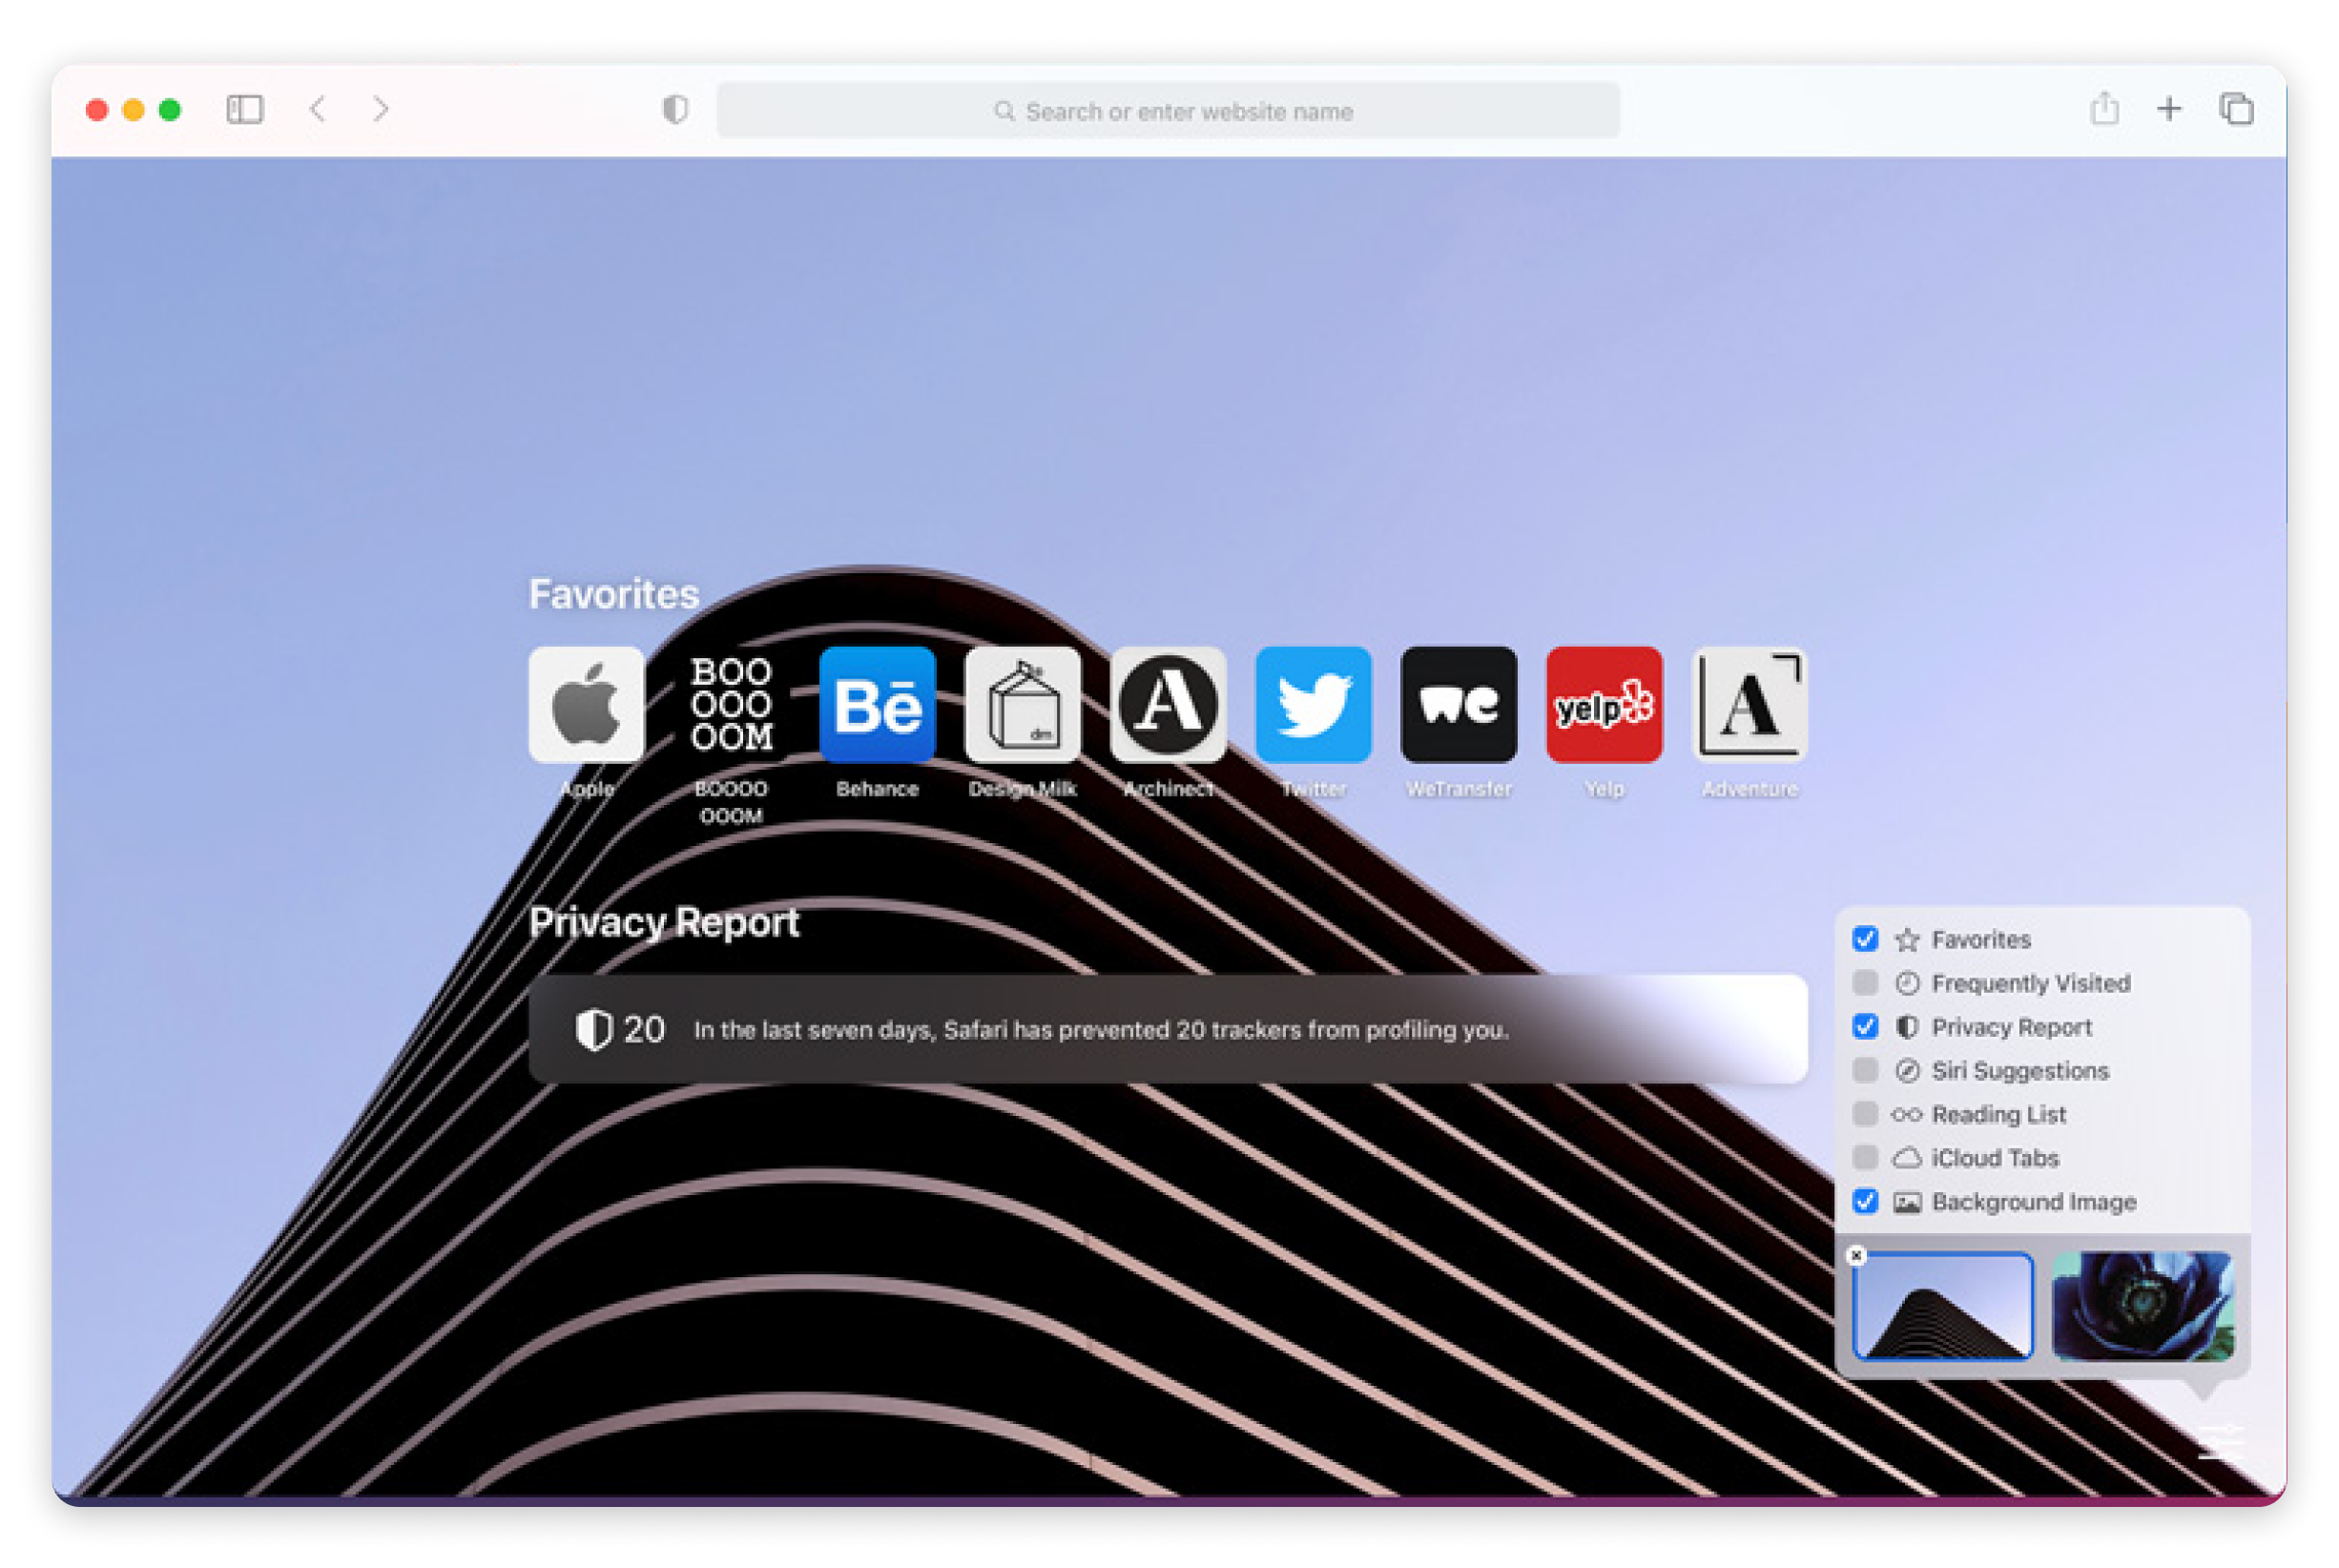 Search or enter website name
Favorites
BOO
OOO
OOM
Bē
dm
A
we
yelp
A
Apple
BOOOO
OOOM
Behance
Design Milk
Archinect
Twitter
WeTransfer
Yelp
Adventure
Privacy Report
20 In the last seven days, Safari has prevented 20 trackers from profiling you.
Favorites
Frequently Visited
Privacy Report
Siri Suggestions
Reading List
iCloud Tabs
Background Image